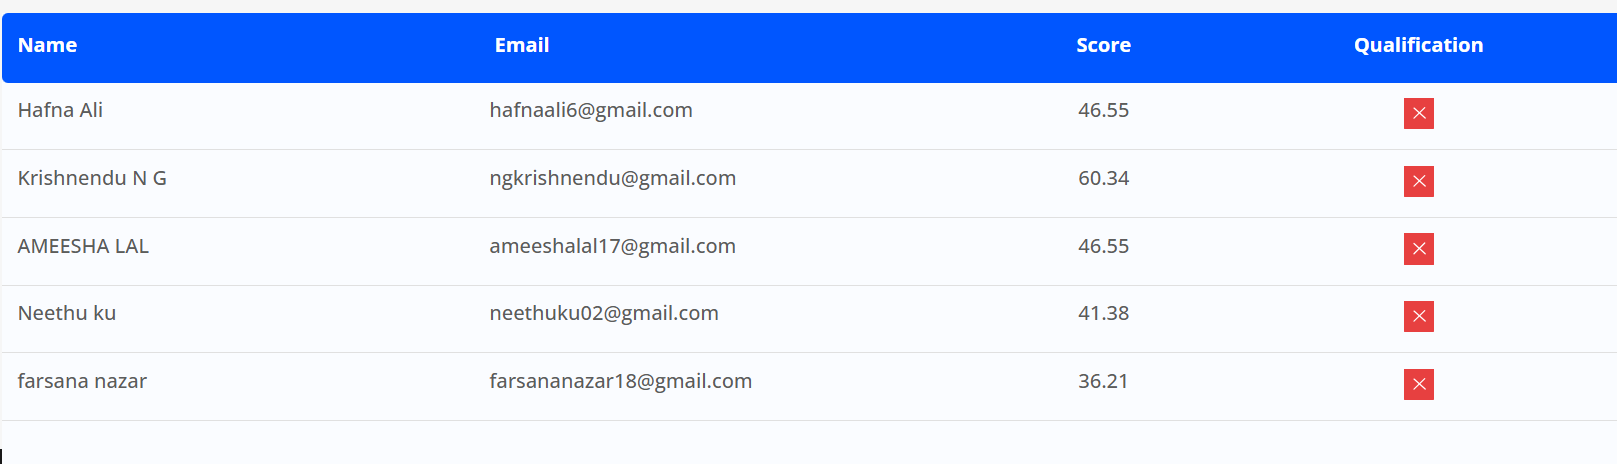 Name Email Score Qualification
Hafna Ali hafnaali6@gmail.com 46.55
Krishnendu N G ngkrishnendu@gmail.com 60.34
AMEESHA LAL ameeshalal17@gmail.com 46.55
Neethu ku neethuku02@gmail.com 41.38
farsana nazar farsananazar18@gmail.com 36.21